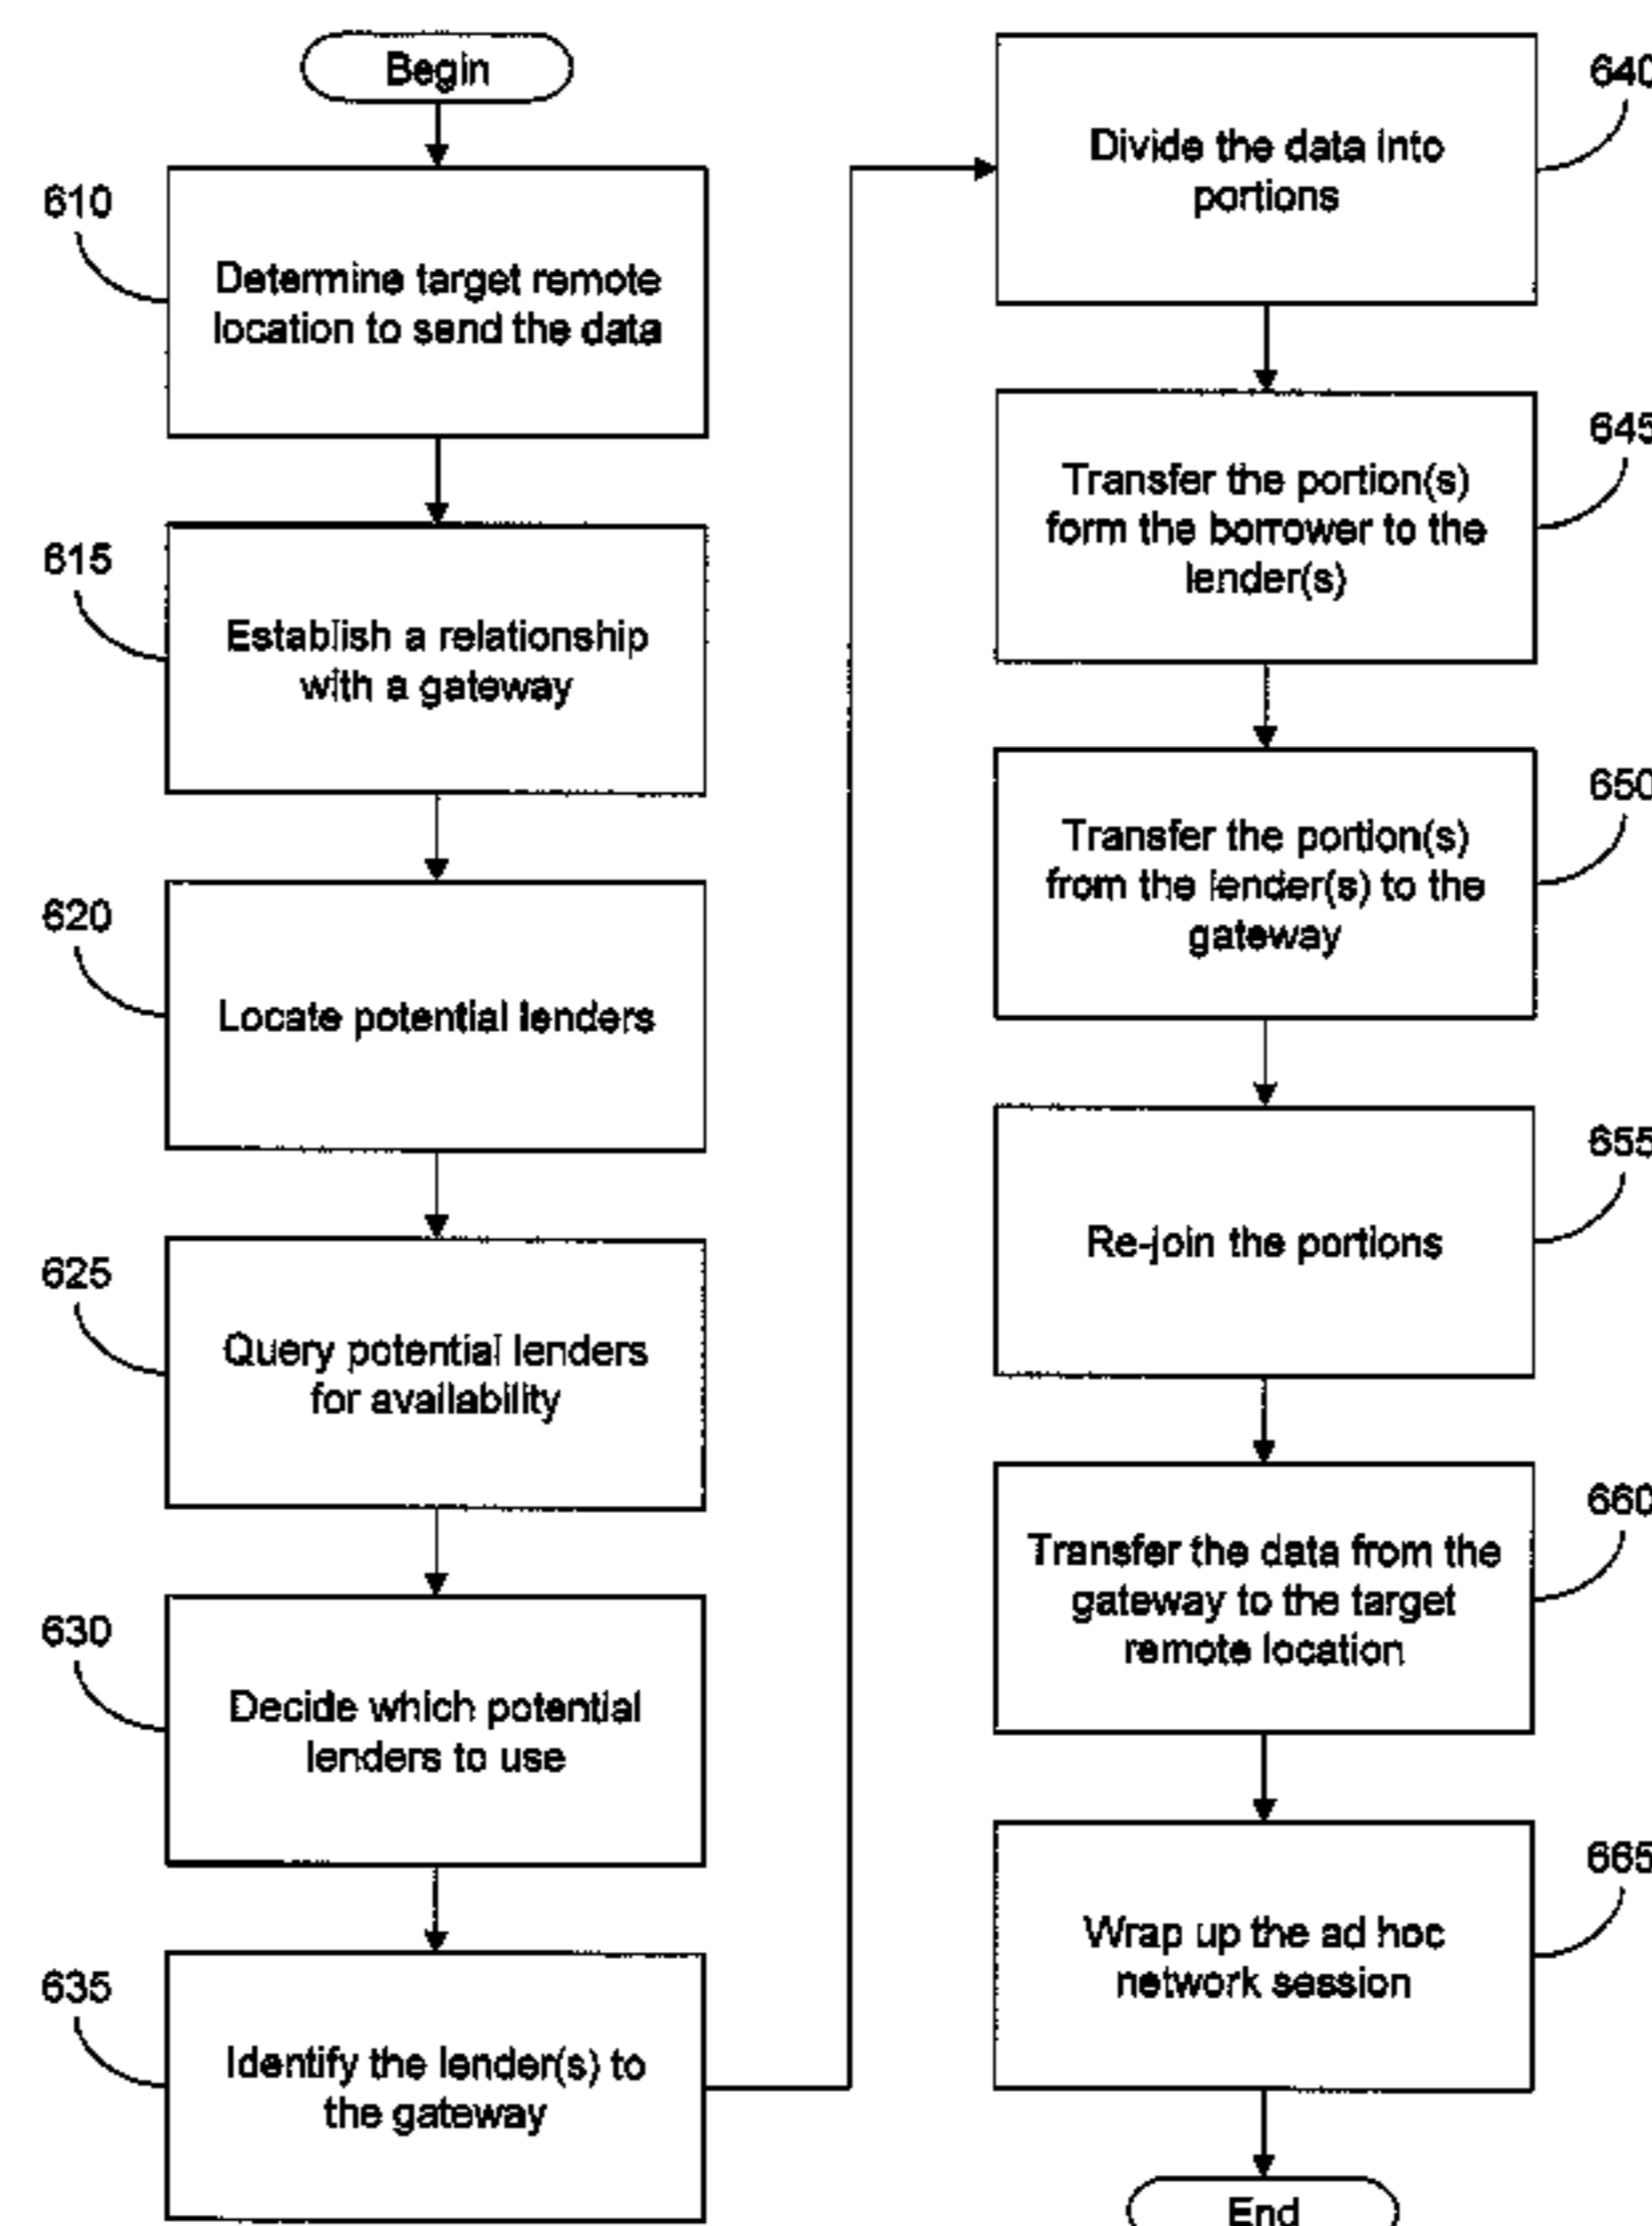 Begin
610
Determine target remote
location to send the data
615
Establish a relationship
with a gateway
620
Locate potential lenders
625
Query potential lenders
for availability
630
Decide which potential
lenders to use
635
Identify the lender(s) to
the gateway
640
Divide the data into
portions
645
Transfer the portion(s)
form the borrower to the
lender(s)
650
Transfer the portion(s)
from the lender(s) to the
gateway
655
Re-join the portions
660
Transfer the data from the
gateway to the target
remote location
665
Wrap up the ad hoc
network session
End